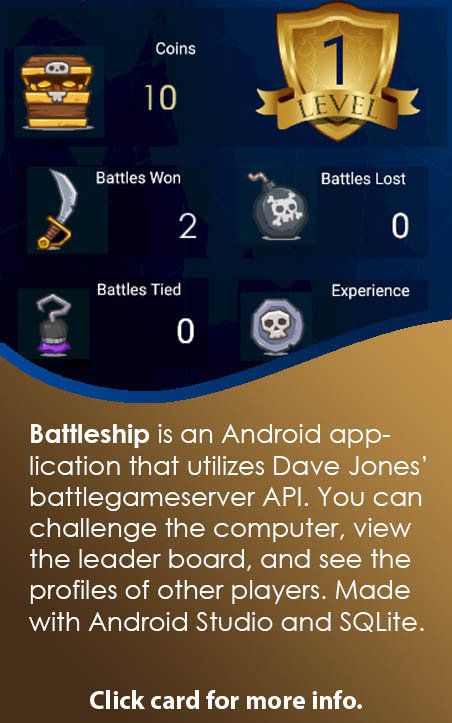 Coins
10
1
LEVEL
Battles Won
2
Battles Lost
0
Battles Tied
0
Experience
Battleship is an Android app-
lication that utilizes Dave Jones’
battlegameserver API. You can
challenge the computer, view
the leader board, and see the
profiles of other players. Made
with Android Studio and SQLite.
Click card for more info.